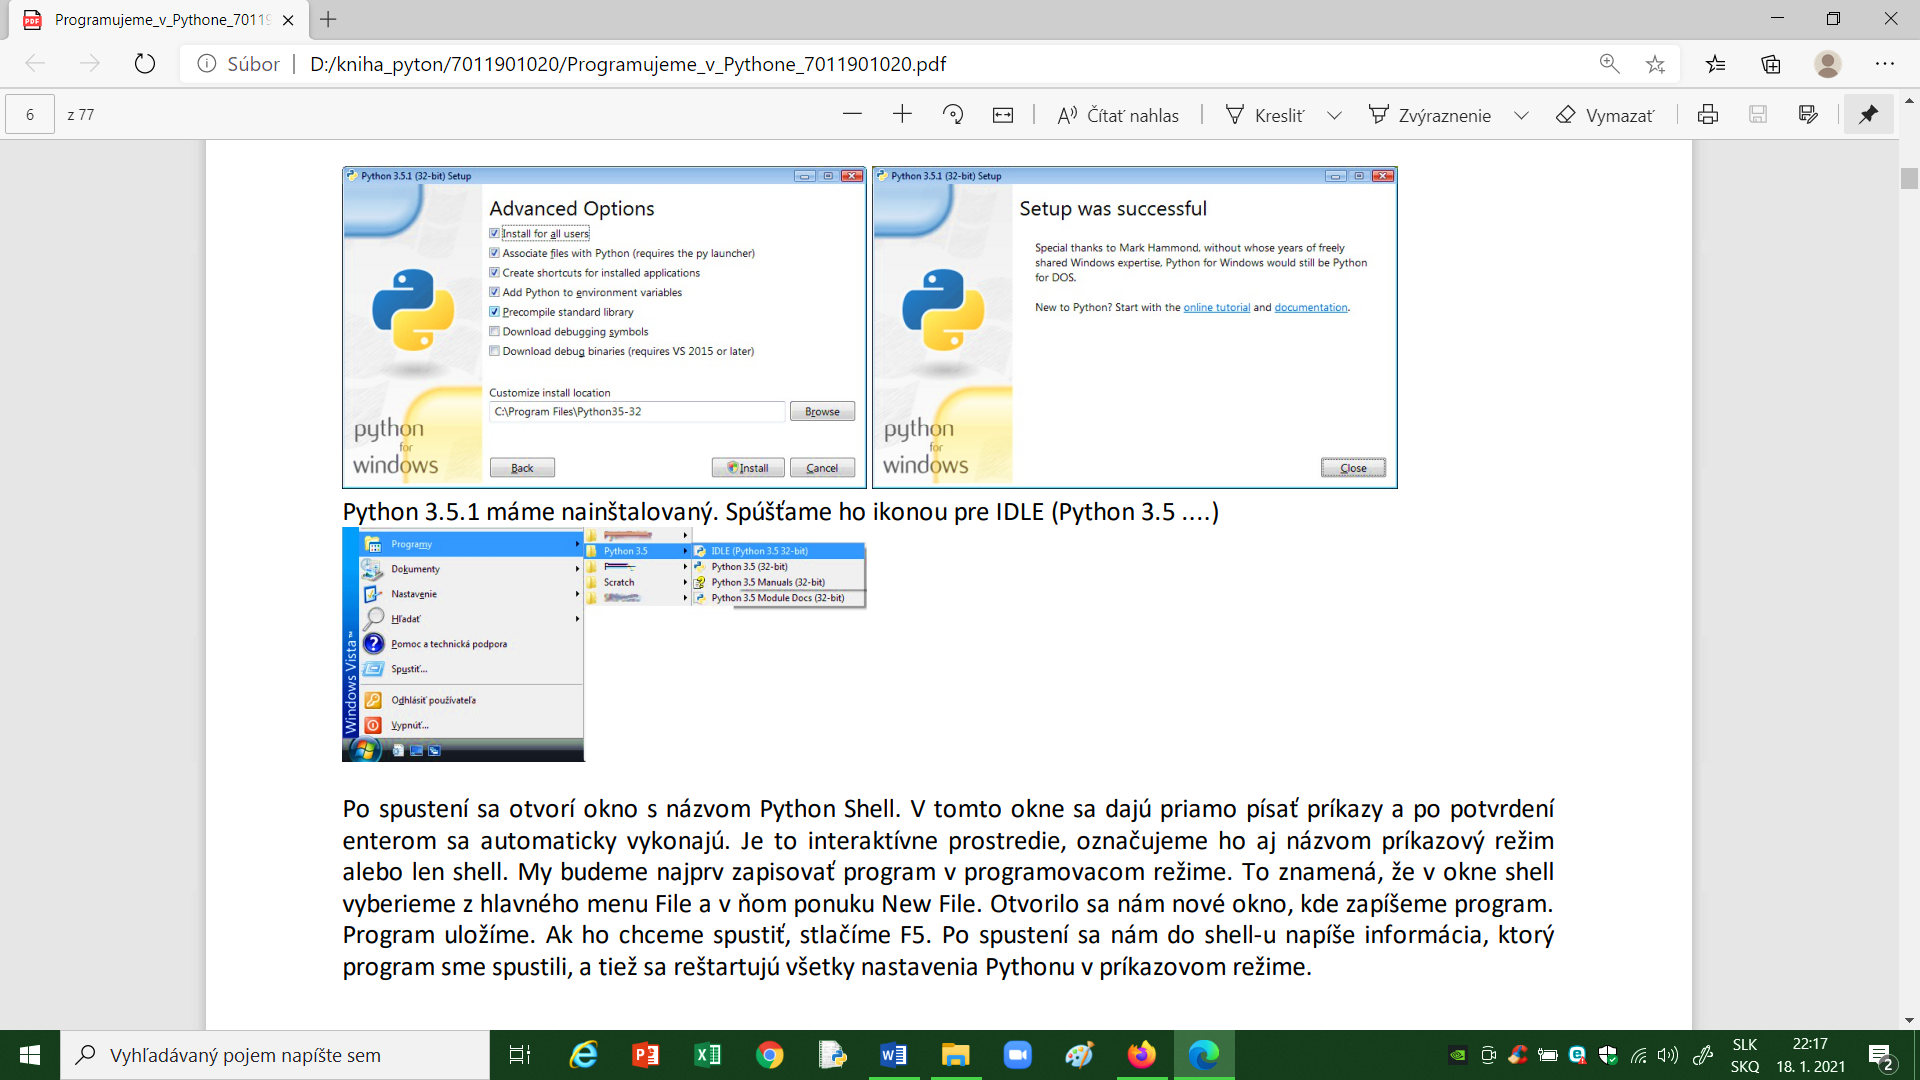 Programujeme_v_Pythone_7011
Súbor
D:/kniha_pyton/7011901020/Programujeme_v_Pythone_7011901020.pdf
6
z 77
Čítať nahlas
Kresliť
Zvýraznenie
Vymazať
Python 3.5.1 (32-bit) Setup
Advanced Options
Install for all users
Associate files with Python (requires the py launcher)
Create shortcuts for installed applications
Add Python to environment variables
Precompile standard library
Download debugging symbols
Download debug binaries (requires VS 2015 or later)
Customize install location
C:\Program Files\Python35-32
Browse
python
for
windows
Back
Install
Cancel
Python 3.5.1 (32-bit) Setup
Setup was successful
Special thanks to Mark Hammond, without whose years of freely
shared Windows expertise, Python for Windows would still be Python
for DOS.
New to Python? Start with the online tutorial and documentation.
python
for
windows
Close
Python 3.5.1 máme nainštalovaný. Spúšťame ho ikonou pre IDLE (Python 3.5 ....)
Programy
Dokumenty
Nastavenie
Hľadať
Pomoc a technická podpora
Spustiť...
Odhlásiť používateľa
Vypnúť...
Windows Vista™
Python 3.5
Scratch
IDLE (Python 3.5 32-bit)
Python 3.5 (32-bit)
Python 3.5 Manuals (32-bit)
Python 3.5 Module Docs (32-bit)
Po spustení sa otvorí okno s názvom Python Shell. V tomto okne sa dajú priamo písať príkazy a po potvrdení
enterom sa automaticky vykonajú. Je to interaktívne prostredie, označujeme ho aj názvom príkazový režim
alebo len shell. My budeme najprv zapisovať program v programovacom režime. To znamená, že v okne shell
vyberieme z hlavného menu File a v ňom ponuku New File. Otvorilo sa nám nové okno, kde zapíšeme program.
Program uložíme. Ak ho chceme spustiť, stlačíme F5. Po spustení sa nám do shell-u napíše informácia, ktorý
program sme spustili, a tiež sa reštartujú všetky nastavenia Pythonu v príkazovom režime.
Vyhľadávaný pojem napíšte sem
SLK
SKQ
22:17
18. 1. 2021
2